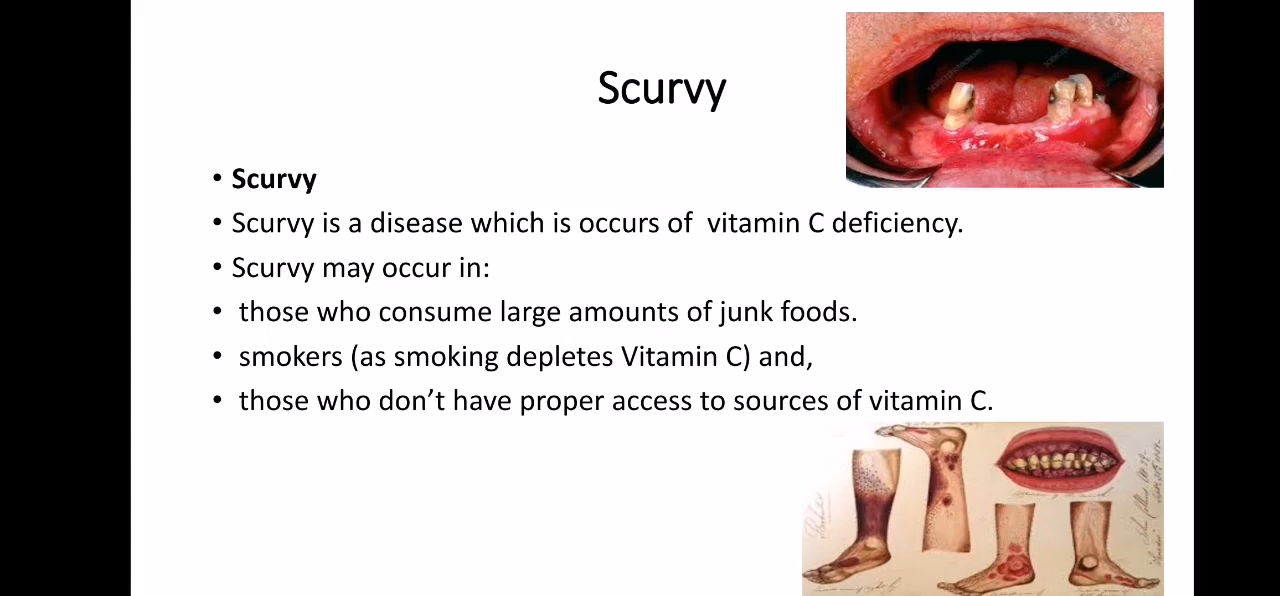 Scurvy
• Scurvy
• Scurvy is a disease which is occurs of  vitamin C deficiency.
• Scurvy may occur in:
•  those who consume large amounts of junk foods.
•  smokers (as smoking depletes Vitamin C) and,
•  those who don’t have proper access to sources of vitamin C.